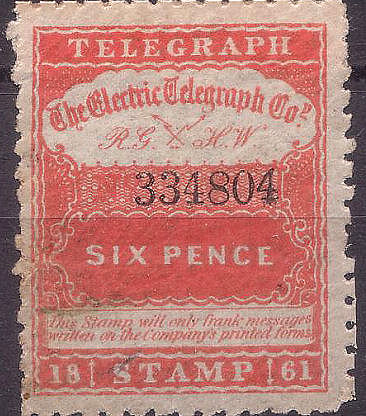 TELEGRAPH
The Electric Telegraph Coy.
R.G. & H.W
334804
SIX PENCE
This Stamp will only frank messages
written on the Company's printed forms
18 STAMP 61